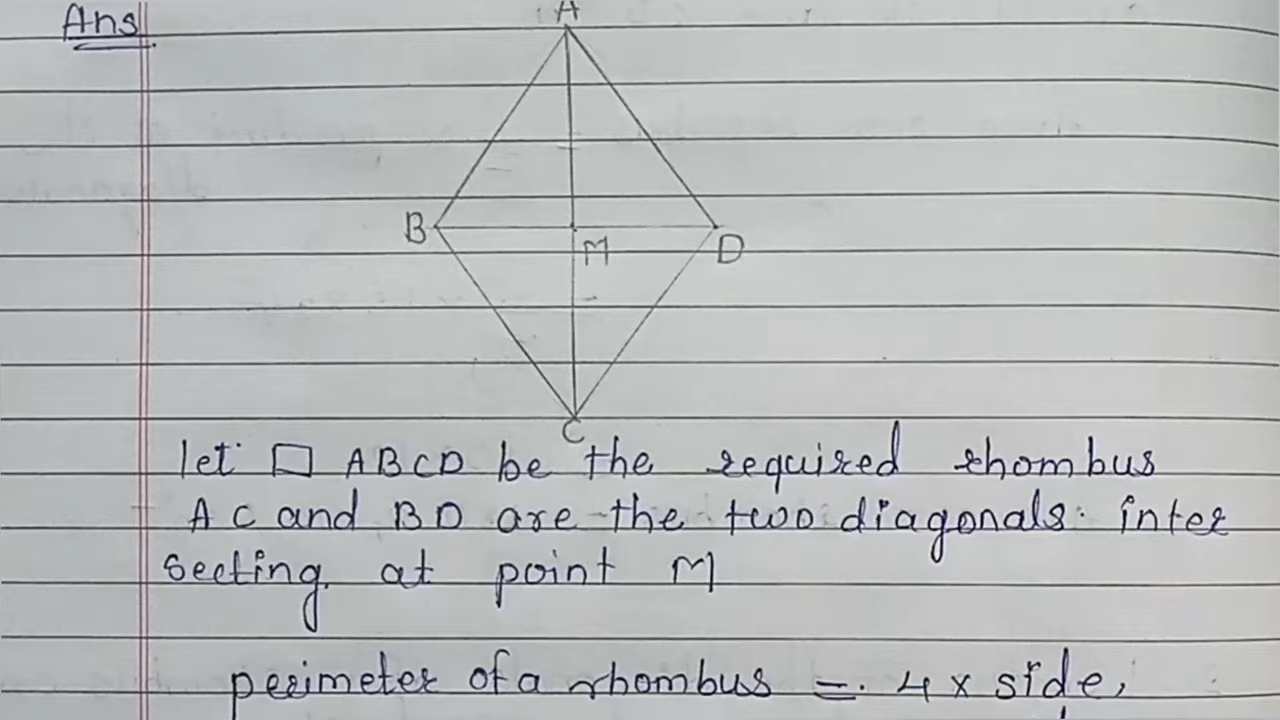 Ans
A
B
M
D
C
let □ ABCD be the required rhombus
AC and BD are the two diagonals inter
secting at point M
perimeter of a rhombus = 4 x side,